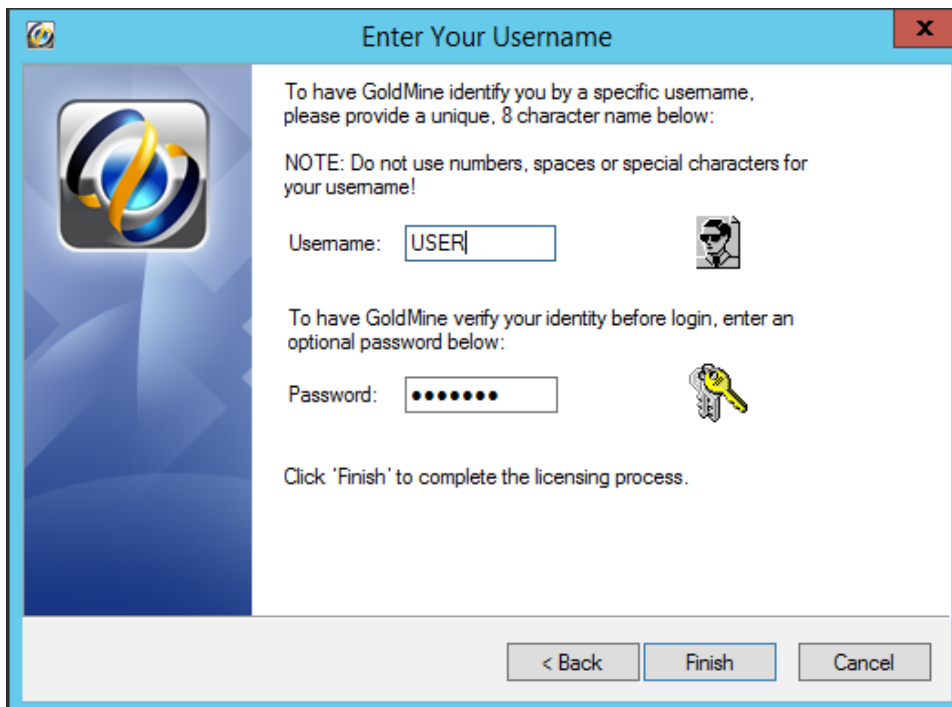 Enter Your Username
x
To have GoldMine identify you by a specific username,
please provide a unique, 8 character name below:
NOTE: Do not use numbers, spaces or special characters for
your username!
Username: USER
To have GoldMine verify your identity before login, enter an
optional password below:
Password: •••••••
Click 'Finish' to complete the licensing process.
< Back Finish Cancel